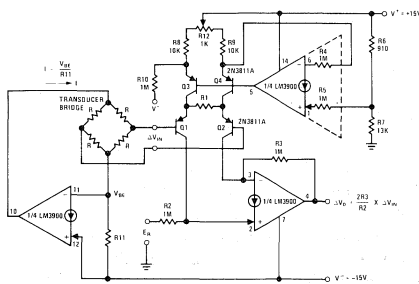 V⁺ = +15V
R8 10K
R12 1K
R9 10K
14
R4 1M
6
R6 910
R10 1M
V⁻
Q3
Q4
2N3811A
5
1/4 LM3900
R5 1M
1
R7 13K
I = V_BE / R11
I
TRANSDUCER BRIDGE
R
R
R
R
R1
Q1
Q2
2N3811A
ΔV_IN
R3 1M
10
11
1/4 LM3900
12
V_BE
R11
R2 1M
E_R
3
1/4 LM3900
2
4
7
ΔV_O = 2R3 / R2 X ΔV_IN
V⁻ = -15V